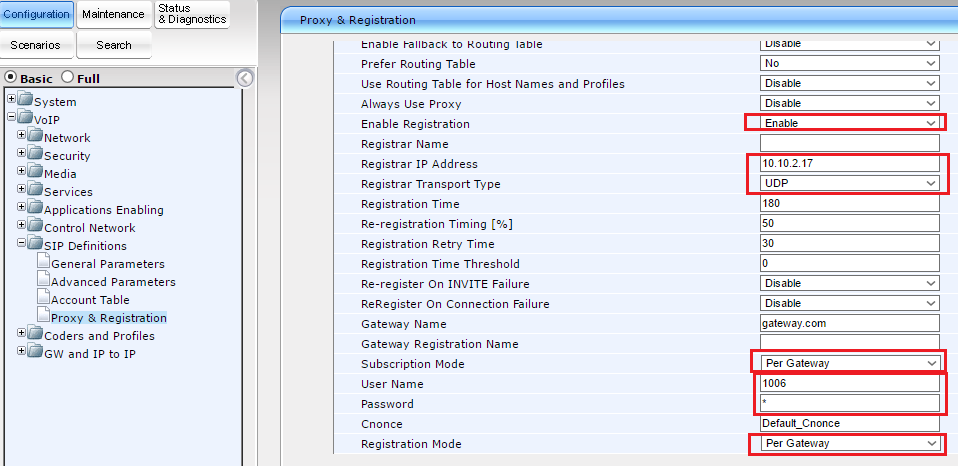 Configuration
Maintenance
Status
& Diagnostics
Scenarios
Search
Basic
Full
System
VoIP
Network
Security
Media
Services
Applications Enabling
Control Network
SIP Definitions
General Parameters
Advanced Parameters
Account Table
Proxy & Registration
Coders and Profiles
GW and IP to IP
Proxy & Registration
Enable Fallback to Routing Table Disable
Prefer Routing Table No
Use Routing Table for Host Names and Profiles Disable
Always Use Proxy Disable
Enable Registration Enable
Registrar Name
Registrar IP Address 10.10.2.17
Registrar Transport Type UDP
Registration Time 180
Re-registration Timing [%] 50
Registration Retry Time 30
Registration Time Threshold 0
Re-register On INVITE Failure Disable
ReRegister On Connection Failure Disable
Gateway Name gateway.com
Gateway Registration Name
Subscription Mode Per Gateway
User Name 1006
Password *
Cnonce Default_Cnonce
Registration Mode Per Gateway